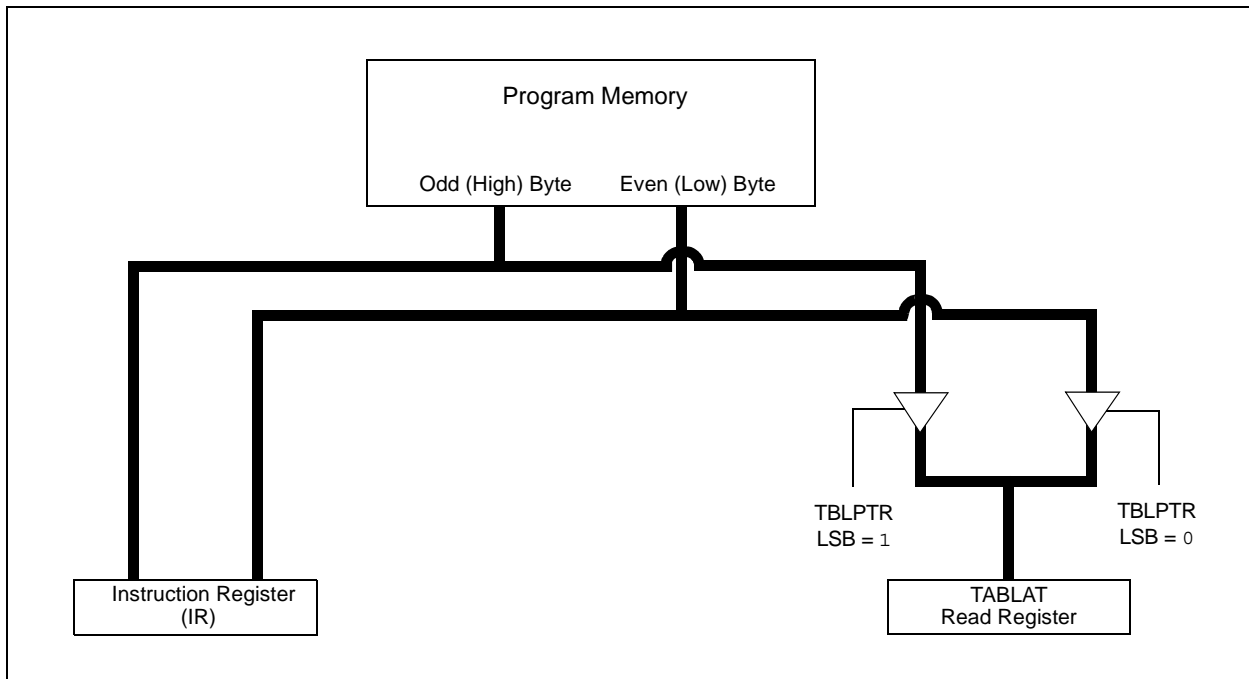 Program Memory
Odd (High) Byte
Even (Low) Byte
TBLPTR
LSB = 1
TBLPTR
LSB = 0
Instruction Register
(IR)
TABLAT
Read Register